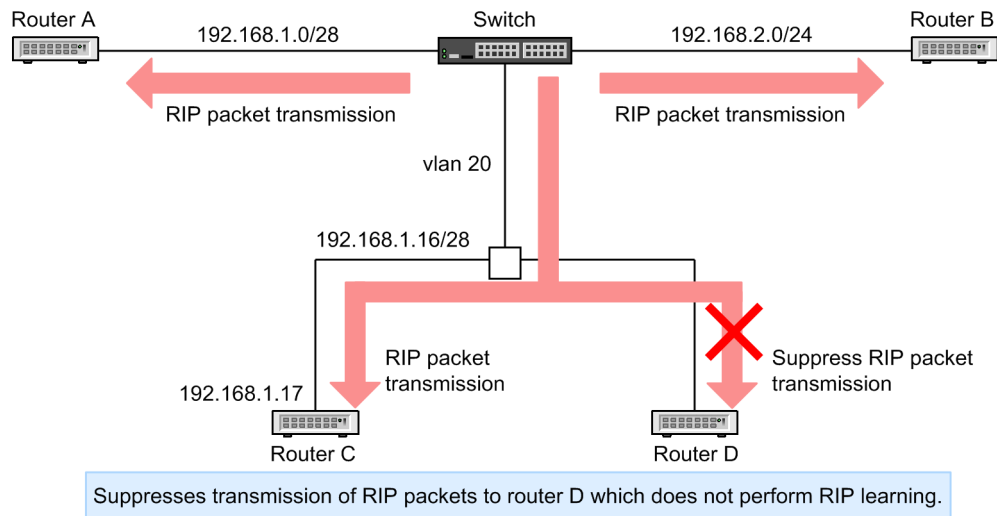 Router A
Switch
Router B
192.168.1.0/28
192.168.2.0/24
RIP packet transmission
RIP packet transmission
vlan 20
192.168.1.16/28
RIP packet
transmission
Suppress RIP packet
transmission
192.168.1.17
Router C
Router D
Suppresses transmission of RIP packets to router D which does not perform RIP learning.